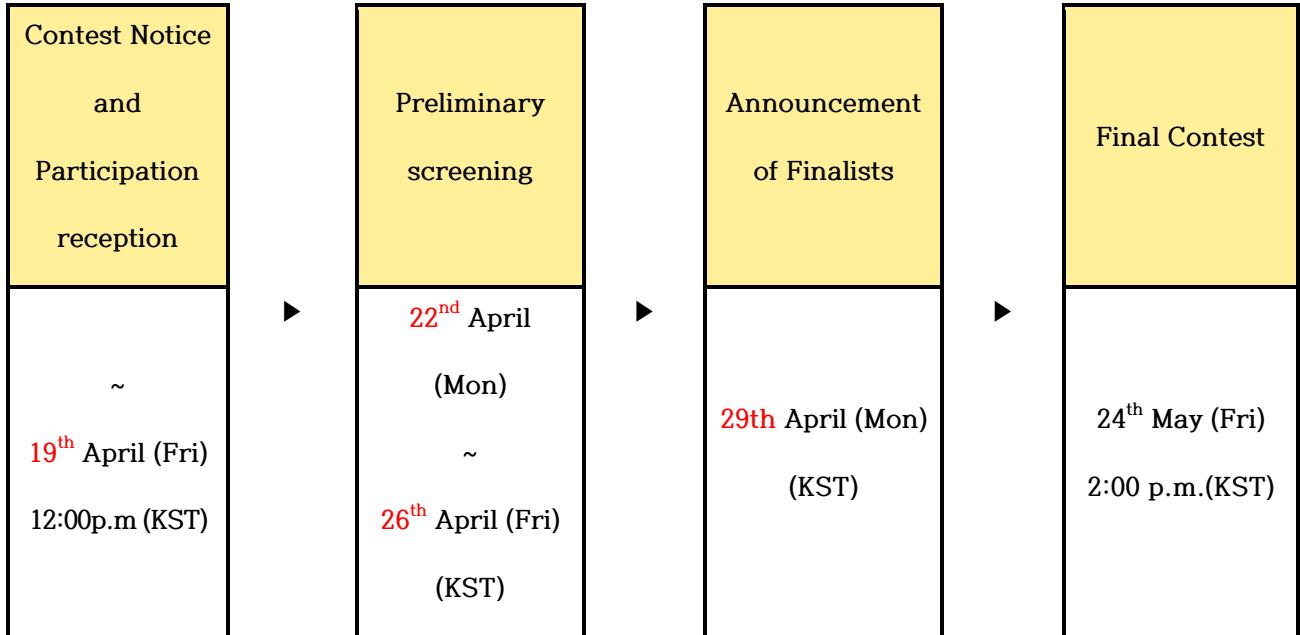 Contest Notice
and
Participation
reception
Preliminary
screening
Announcement
of Finalists
Final Contest
~
19th April (Fri)
12:00p.m (KST)
▶
22nd April
(Mon)
~
26th April (Fri)
(KST)
▶
29th April (Mon)
(KST)
▶
24th May (Fri)
2:00 p.m.(KST)